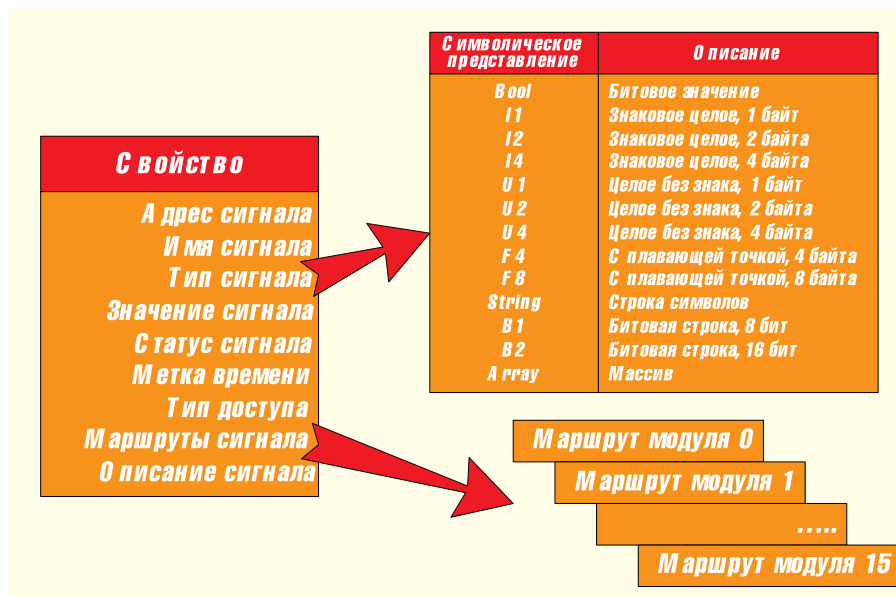 Свойство
Адрес сигнала
Имя сигнала
Тип сигнала
Значение сигнала
Статус сигнала
Метка времени
Тип доступа
Маршруты сигнала
Описание сигнала
Символическое
представление
Описание
Bool Битовое значение
I1 Знаковое целое, 1 байт
I2 Знаковое целое, 2 байта
I4 Знаковое целое, 4 байта
U1 Целое без знака, 1 байт
U2 Целое без знака, 2 байта
U4 Целое без знака, 4 байта
F4 С плавающей точкой, 4 байта
F8 С плавающей точкой, 8 байта
String Строка символов
B1 Битовая строка, 8 бит
B2 Битовая строка, 16 бит
Array Массив
Маршрут модуля 0
Маршрут модуля 1
.....
Маршрут модуля 15